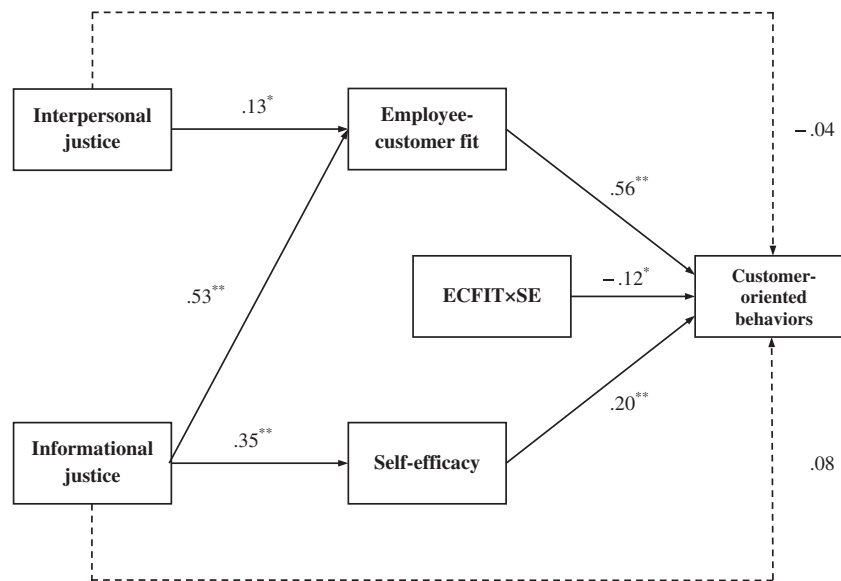 Interpersonal
justice
.13*
Employee-
customer fit
−.04
.56**
.53**
ECFIT×SE
−.12*
Customer-
oriented
behaviors
Informational
justice
.35**
Self-efficacy
.20**
.08